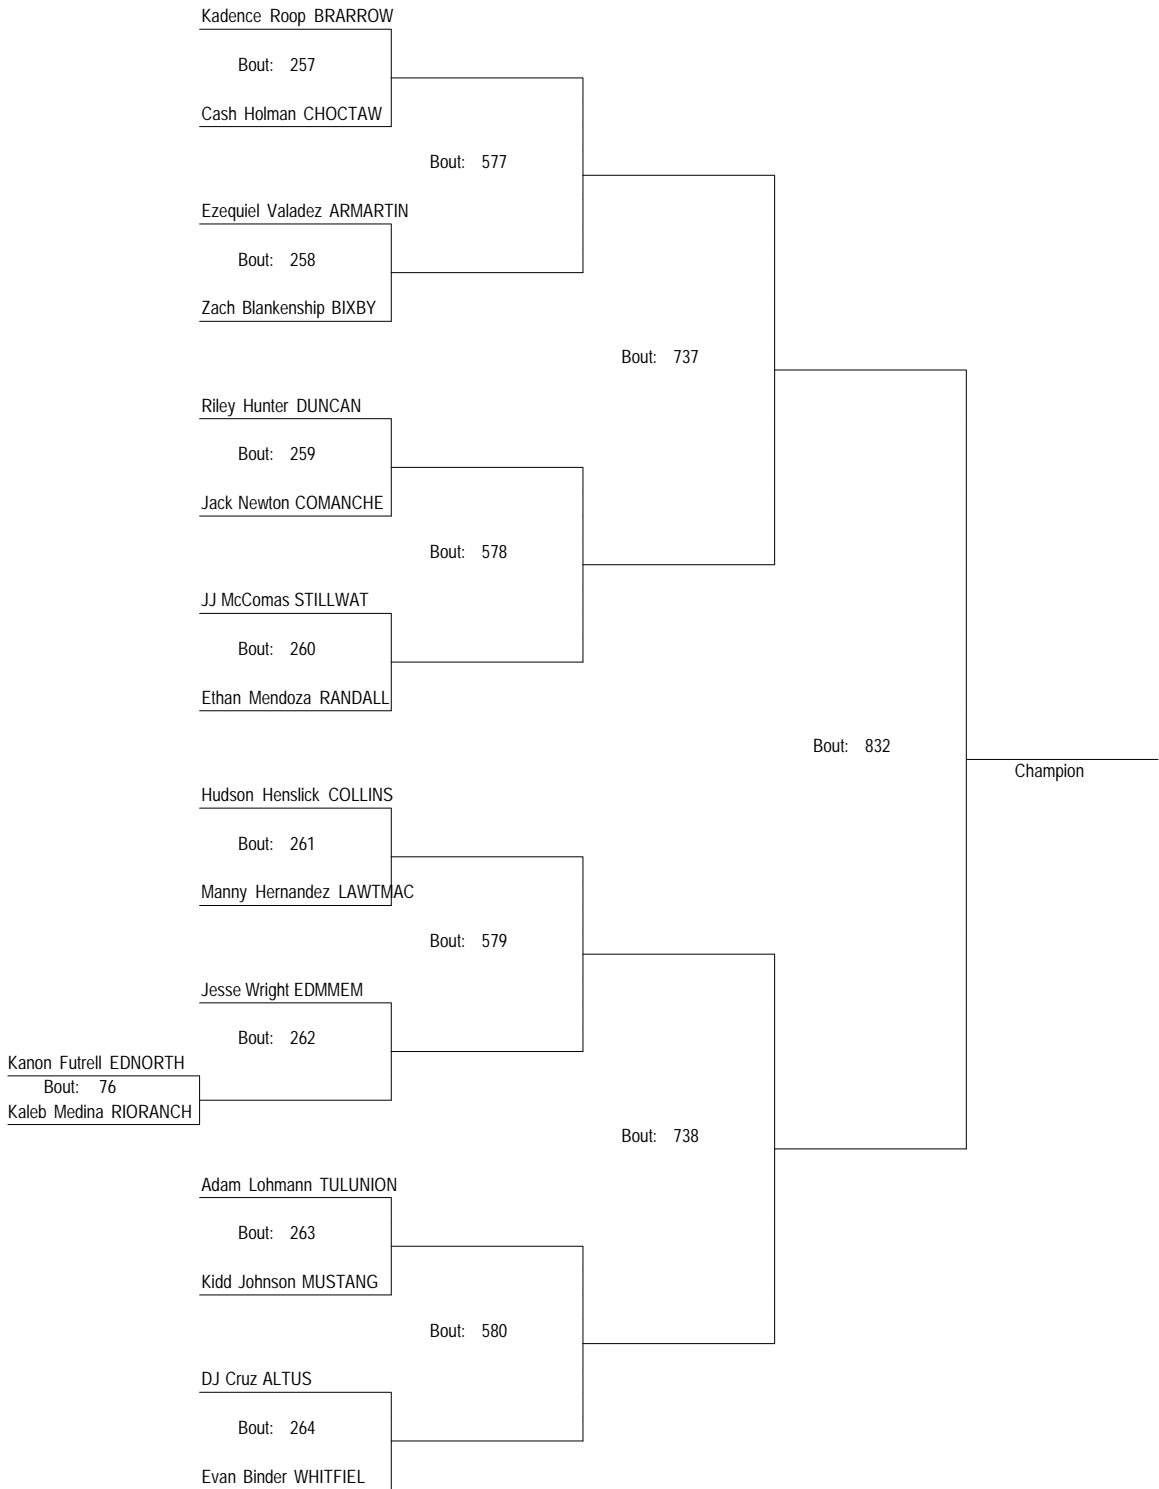 Kadence Roop BRARROW
Bout: 257
Cash Holman CHOCTAW
Bout: 577
Ezequiel Valadez ARMARTIN
Bout: 258
Zach Blankenship BIXBY
Bout: 737
Riley Hunter DUNCAN
Bout: 259
Jack Newton COMANCHE
Bout: 578
JJ McComas STILLWAT
Bout: 260
Ethan Mendoza RANDALL
Bout: 832
Champion
Hudson Henslick COLLINS
Bout: 261
Manny Hernandez LAWTMAC
Bout: 579
Jesse Wright EDMMEM
Bout: 262
Kanon Futrell EDNORTH
Bout: 76
Kaleb Medina RIORANCH
Bout: 738
Adam Lohmann TULUNION
Bout: 263
Kidd Johnson MUSTANG
Bout: 580
DJ Cruz ALTUS
Bout: 264
Evan Binder WHITFIEL